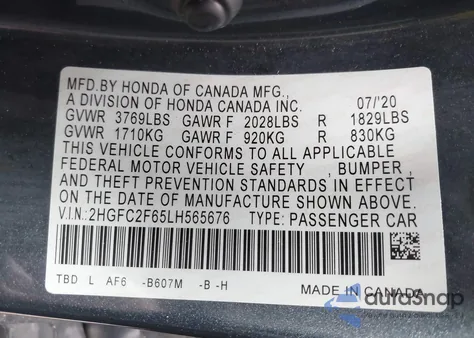 MFD.BY HONDA OF CANADA MFG.,
A DIVISION OF HONDA CANADA INC. 07/'20
GVWR 3769LBS GAWR F 2028LBS R 1829LBS
GVWR 1710KG GAWR F 920KG R 830KG
THIS VEHICLE CONFORMS TO ALL APPLICABLE
FEDERAL MOTOR VEHICLE SAFETY , BUMPER ,
AND THEFT PREVENTION STANDARDS IN EFFECT
ON THE DATE OF MANUFACTURE SHOWN ABOVE.
V.I.N.: 2HGFC2F65LH565676 TYPE: PASSENGER CAR
TBD L AF6 -B607M -B -H MADE IN CANADA
autosnap